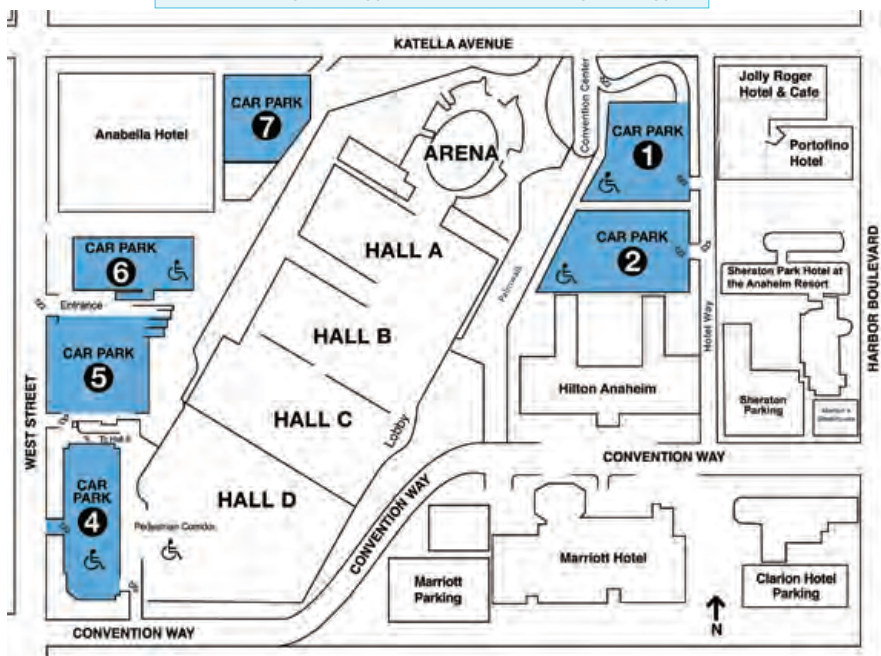 KATELLA AVENUE
Anabella Hotel
CAR PARK
7
ARENA
Convention Center
CAR PARK
1
Jolly Roger
Hotel & Cafe
Portofino
Hotel
CAR PARK
6
HALL A
Palmwalk
CAR PARK
2
Sheraton Park Hotel at
the Anaheim Resort
HARBOR BOULEVARD
Entrance
CAR PARK
5
HALL B
Hotel Way
Hilton Anaheim
Sheraton
Parking
WEST STREET
HALL C
Lobby
CONVENTION WAY
CAR
PARK
4
HALL D
Pedestrian Corridor
CONVENTION WAY
Marriott
Parking
Marriott Hotel
Clarion Hotel
Parking
N
CONVENTION WAY